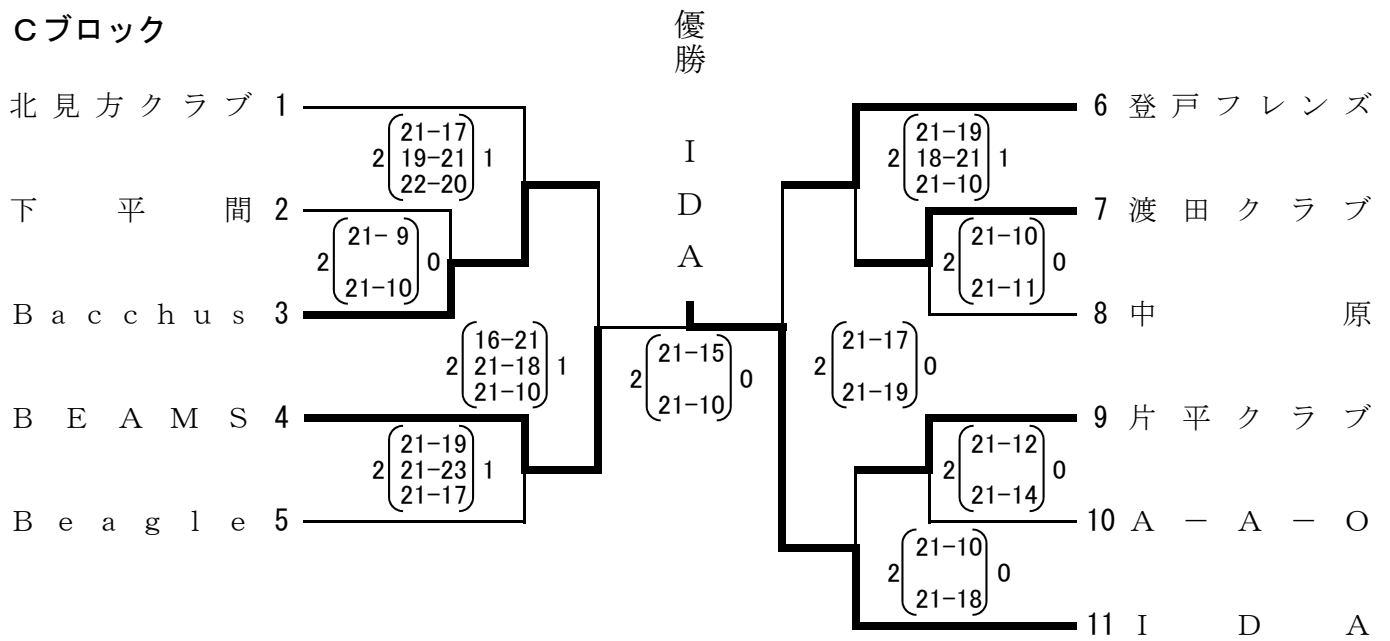 Cブロック
優勝
IDA
北見方クラブ 1
2 21-17 1
19-21
22-20
下平間 2
2 21- 9 0
21-10
Bacchus 3
2 16-21 1
21-18
21-10
BEAMS 4
2 21-19 1
21-23
21-17
Beagle 5
2 21-15 0
21-10
6 登戸フレンズ
2 21-19 1
18-21
21-10
7 渡田クラブ
2 21-10 0
21-11
8 中原
2 21-17 0
21-19
9 片平クラブ
2 21-12 0
21-14
10 A-A-O
2 21-10 0
21-18
11 IDA